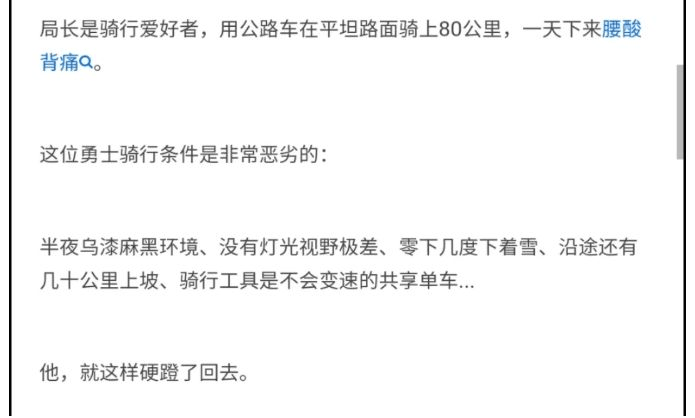 局长是骑行爱好者，用公路车在平坦路面骑上80公里，一天下来腰酸
背痛。
这位勇士骑行条件是非常恶劣的：
半夜乌漆麻黑环境、没有灯光视野极差、零下几度下着雪、沿途还有
几十公里上坡、骑行工具是不会变速的共享单车...
他，就这样硬蹬了回去。